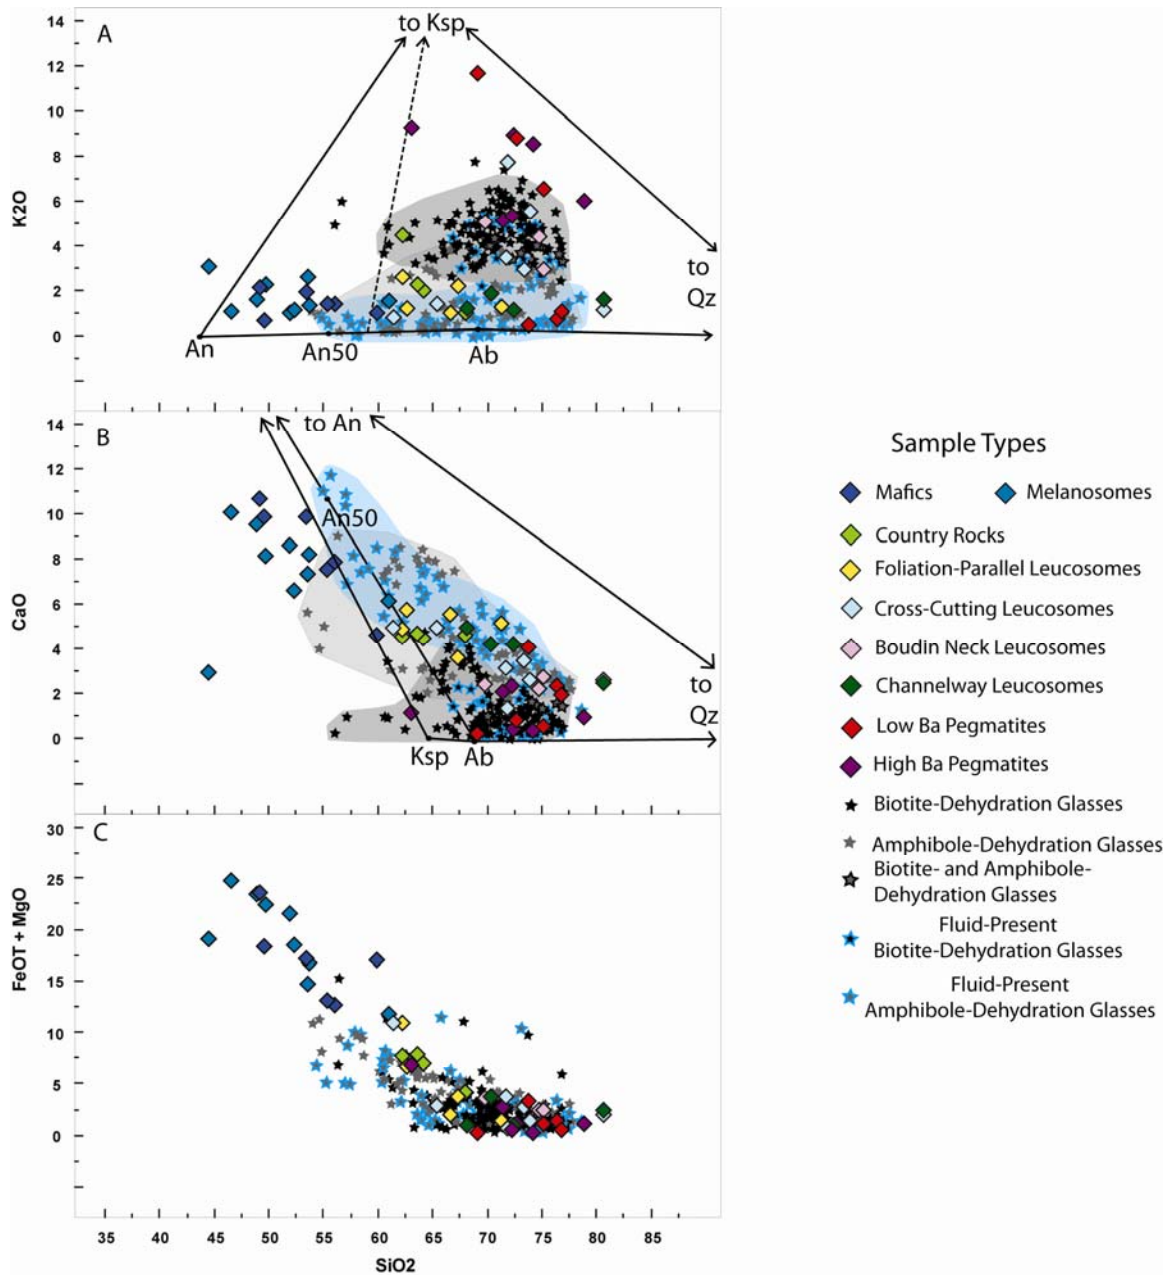 A
to Ksp
14
12
10
8
6
4
2
0
K2O
to
Qz
An
An50
Ab
B
to An
14
12
10
8
6
4
2
0
CaO
An50
to
Qz
Ksp
Ab
C
30
25
20
15
10
5
0
FeOT + MgO
35 40 45 50 55 60 65 70 75 80 85
SiO2
Sample Types
Mafics Melanosomes
Country Rocks
Foliation-Parallel Leucosomes
Cross-Cutting Leucosomes
Boudin Neck Leucosomes
Channelway Leucosomes
Low Ba Pegmatites
High Ba Pegmatites
Biotite-Dehydration Glasses
Amphibole-Dehydration Glasses
Biotite- and Amphibole-
Dehydration Glasses
Fluid-Present
Biotite-Dehydration Glasses
Fluid-Present
Amphibole-Dehydration Glasses